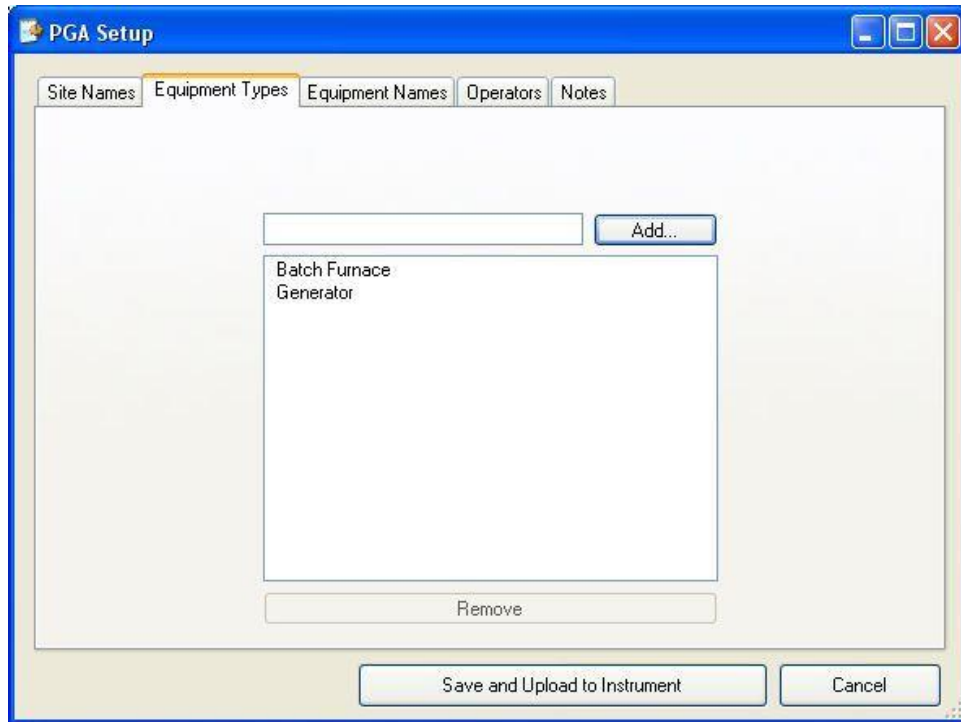 PGA Setup
Site Names Equipment Types Equipment Names Operators Notes
Add...
Batch Furnace
Generator
Remove
Save and Upload to Instrument Cancel